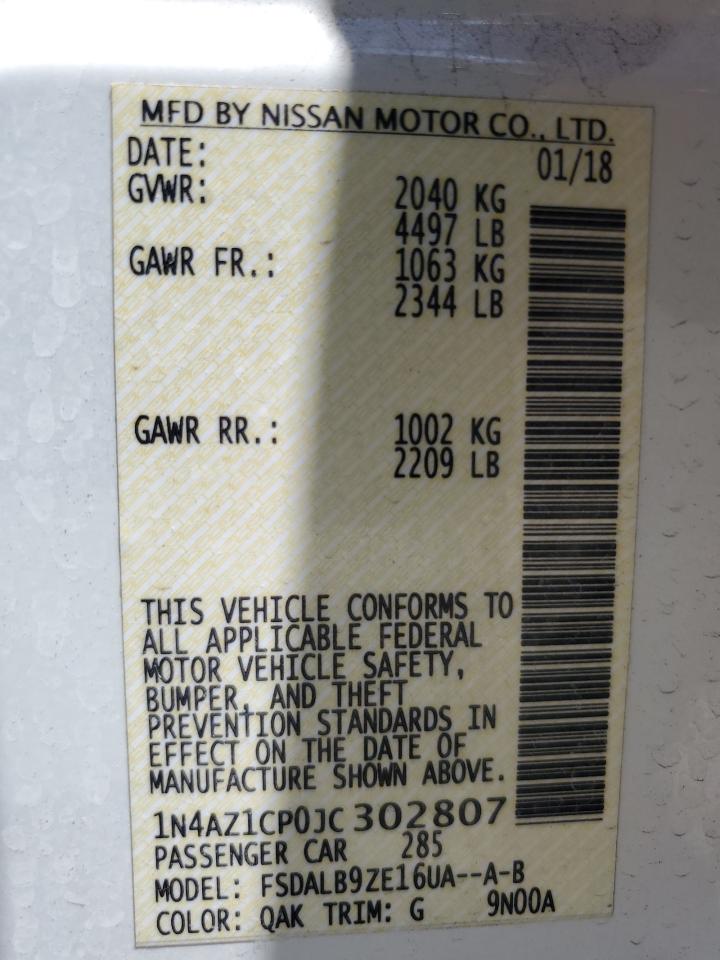 MFD BY NISSAN MOTOR CO., LTD.
DATE: 01/18
GVWR: 2040 KG
4497 LB
GAWR FR.: 1063 KG
2344 LB
GAWR RR.: 1002 KG
2209 LB
THIS VEHICLE CONFORMS TO
ALL APPLICABLE FEDERAL
MOTOR VEHICLE SAFETY,
BUMPER, AND THEFT
PREVENTION STANDARDS IN
EFFECT ON THE DATE OF
MANUFACTURE SHOWN ABOVE.
1N4AZ1CP0JC302807
PASSENGER CAR 285
MODEL: FSDALB9ZE16UA--A-B
COLOR: QAK TRIM: G 9N00A